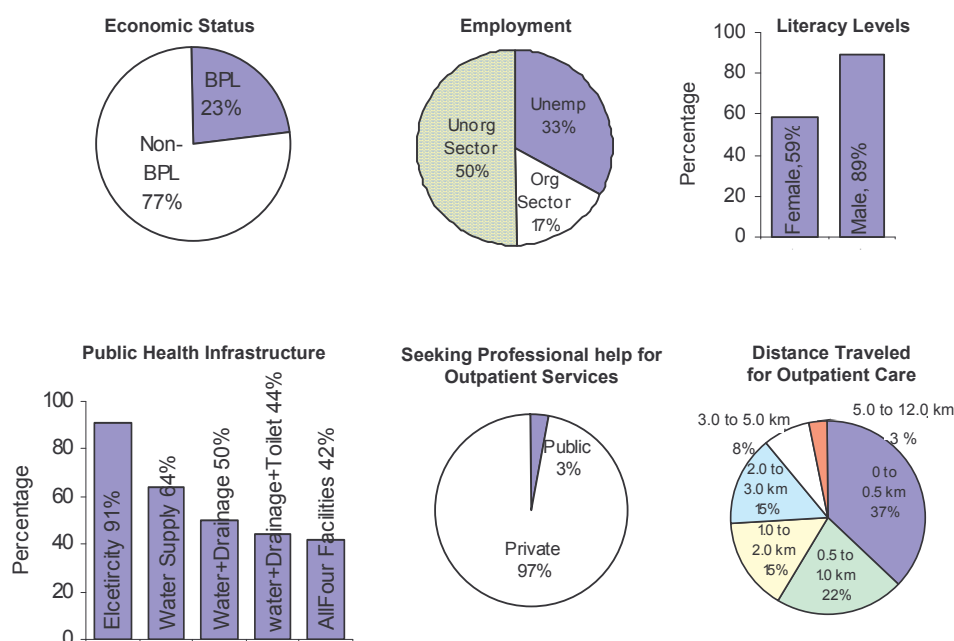 Economic Status
BPL
23%
Non-
BPL
77%
Employment
Unemp
33%
Unorg
Sector
50%
Org
Sector
17%
Literacy Levels
Percentage
100
80
60
40
20
0
Female,59%
Male, 89%
Public Health Infrastructure
Percentage
100
80
60
40
20
0
Elcetircity 91%
Water Supply 64%
Water+Drainage 50%
water+Drainage+Toilet 44%
AllFour Facilities 42%
Seeking Professional help for
Outpatient Services
Public
3%
Private
97%
Distance Traveled
for Outpatient Care
3.0 to 5.0 km
8%
5.0 to 12.0 km
3 %
0 to
0.5 km
37%
2.0 to
3.0 km
15%
1.0 to
2.0 km
15%
0.5 to
1.0 km
22%